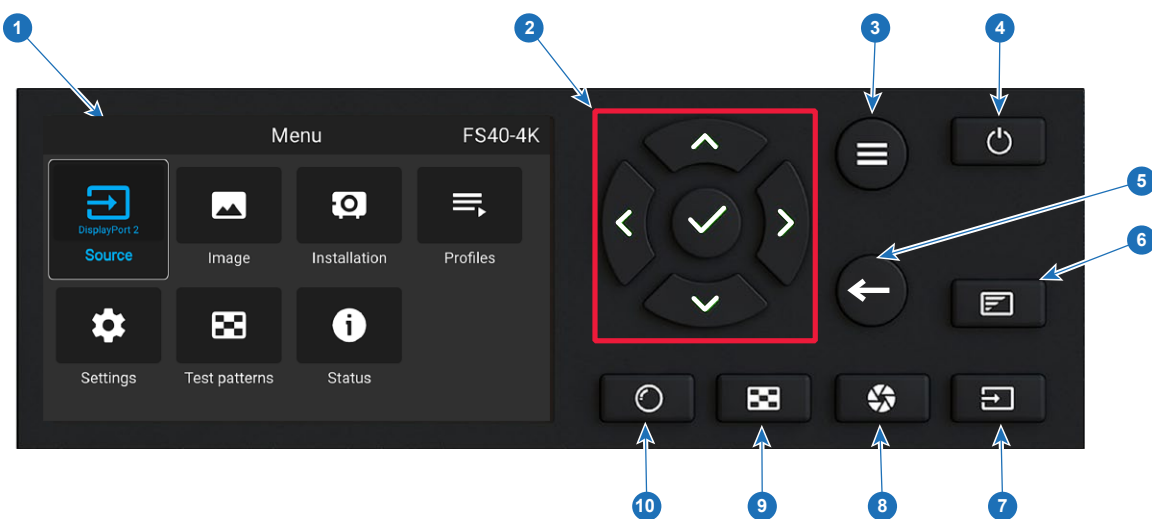 1
2
3
4
Menu
FS40-4K
5
6
DisplayPort 2
Source
Image
Installation
Profiles
Settings
Test patterns
Status
10
9
8
7